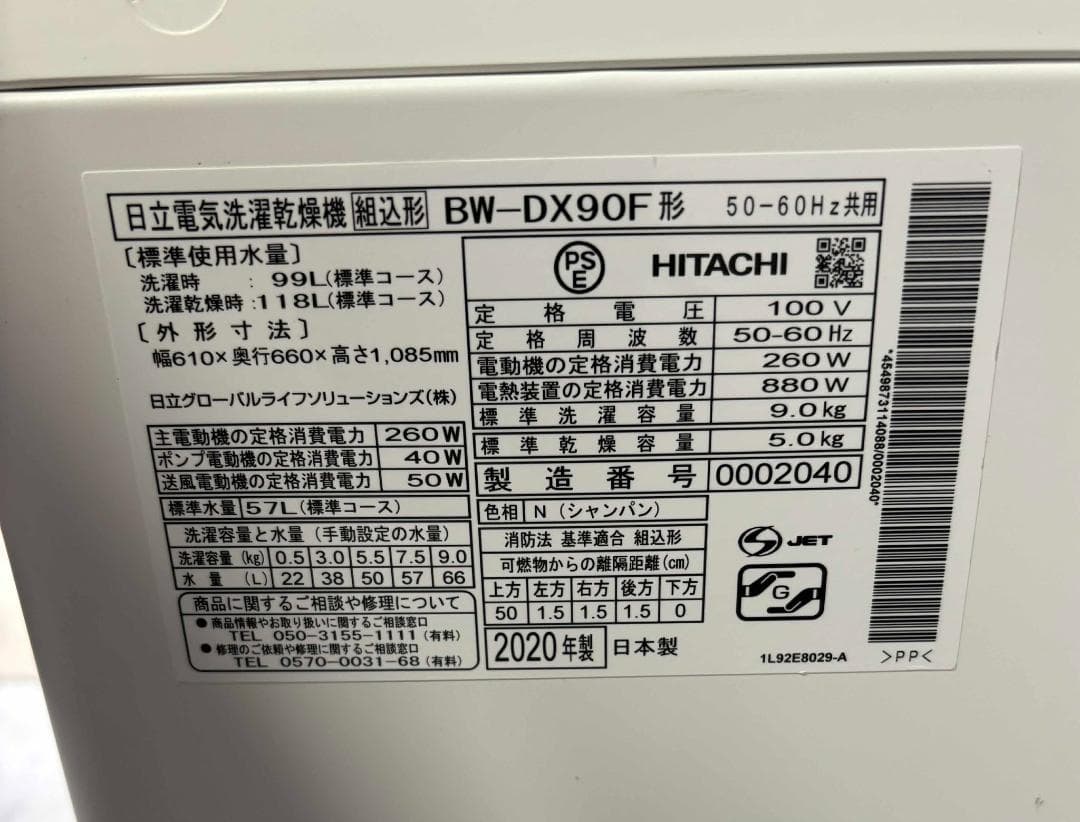 日立電気洗濯乾燥機 組込形 BW-DX90F形 50-60Hz共用
〔標準使用水量〕
洗濯時 : 99L(標準コース)
洗濯乾燥時 : 118L(標準コース)
〔外形寸法〕
幅610×奥行660×高さ1,085mm
日立グローバルライフソリューションズ(株)
主電動機の定格消費電力 260W
ポンプ電動機の定格消費電力 40W
送風電動機の定格消費電力 50W
標準水量 57L(標準コース)
洗濯容量と水量(手動設定の水量)
洗濯容量 (kg) 0.5 3.0 5.5 7.5 9.0
水量 (L) 22 38 50 57 66
商品に関するご相談や修理について
●商品情報やお取り扱いに関するご相談窓口
TEL 050-3155-1111(有料)
●修理のご依頼や修理に関するご相談窓口
TEL 0570-0031-68(有料)
PS
E
HITACHI
定格電圧 100V
定格周波数 50-60Hz
電動機の定格消費電力 260W
電熱装置の定格消費電力 880W
標準洗濯容量 9.0kg
標準乾燥容量 5.0kg
製造番号 0002040
色相 N(シャンパン)
消防法 基準適合 組込形
可燃物からの離隔距離(cm)
上方 左方 右方 後方 下方
50 1.5 1.5 1.5 0
2020年製 日本製
S JET
G
1L92E8029-A >PP<
*4549873114088/0002040*